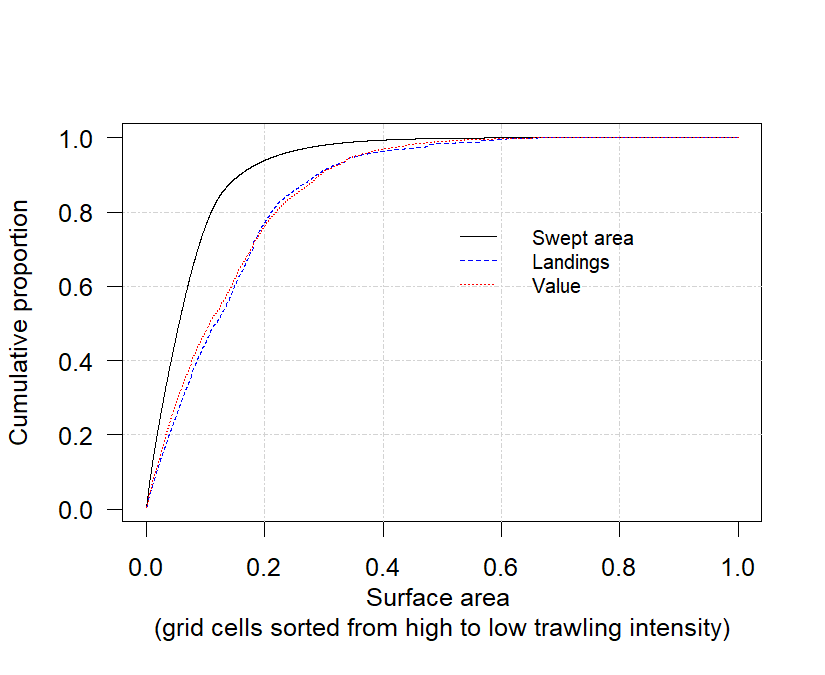 Cumulative proportion
1.0
0.8
0.6
0.4
0.2
0.0
Swept area
Landings
Value
0.0 0.2 0.4 0.6 0.8 1.0
Surface area
(grid cells sorted from high to low trawling intensity)